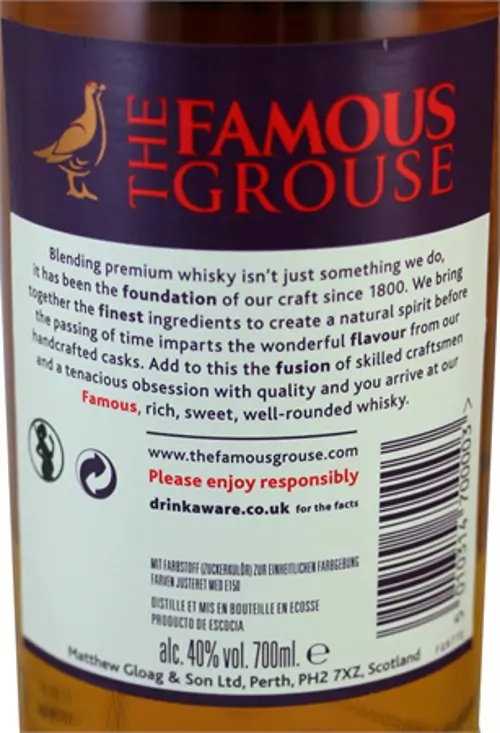 THE FAMOUS
GROUSE
Blending premium whisky isn't just something we do,
it has been the foundation of our craft since 1800. We bring
together the finest ingredients to create a natural spirit before
the passing of time imparts the wonderful flavour from our
handcrafted casks. Add to this the fusion of skilled craftsmen
and a tenacious obsession with quality and you arrive at our
Famous, rich, sweet, well-rounded whisky.
www.thefamousgrouse.com
Please enjoy responsibly
drinkaware.co.uk for the facts
MIT FARBSTOFF (ZUCKERKULÖR) ZUR EINHEITLICHEN FARBGEBUNG
FARVEN JUSTERET MED E150
DISTILLE ET MIS EN BOUTEILLE EN ECOSSE
PRODUCTO DE ESCOCIA
alc. 40% vol. 700ml. e
Matthew Gloag & Son Ltd, Perth, PH2 7XZ, Scotland
5 010314 700003 >